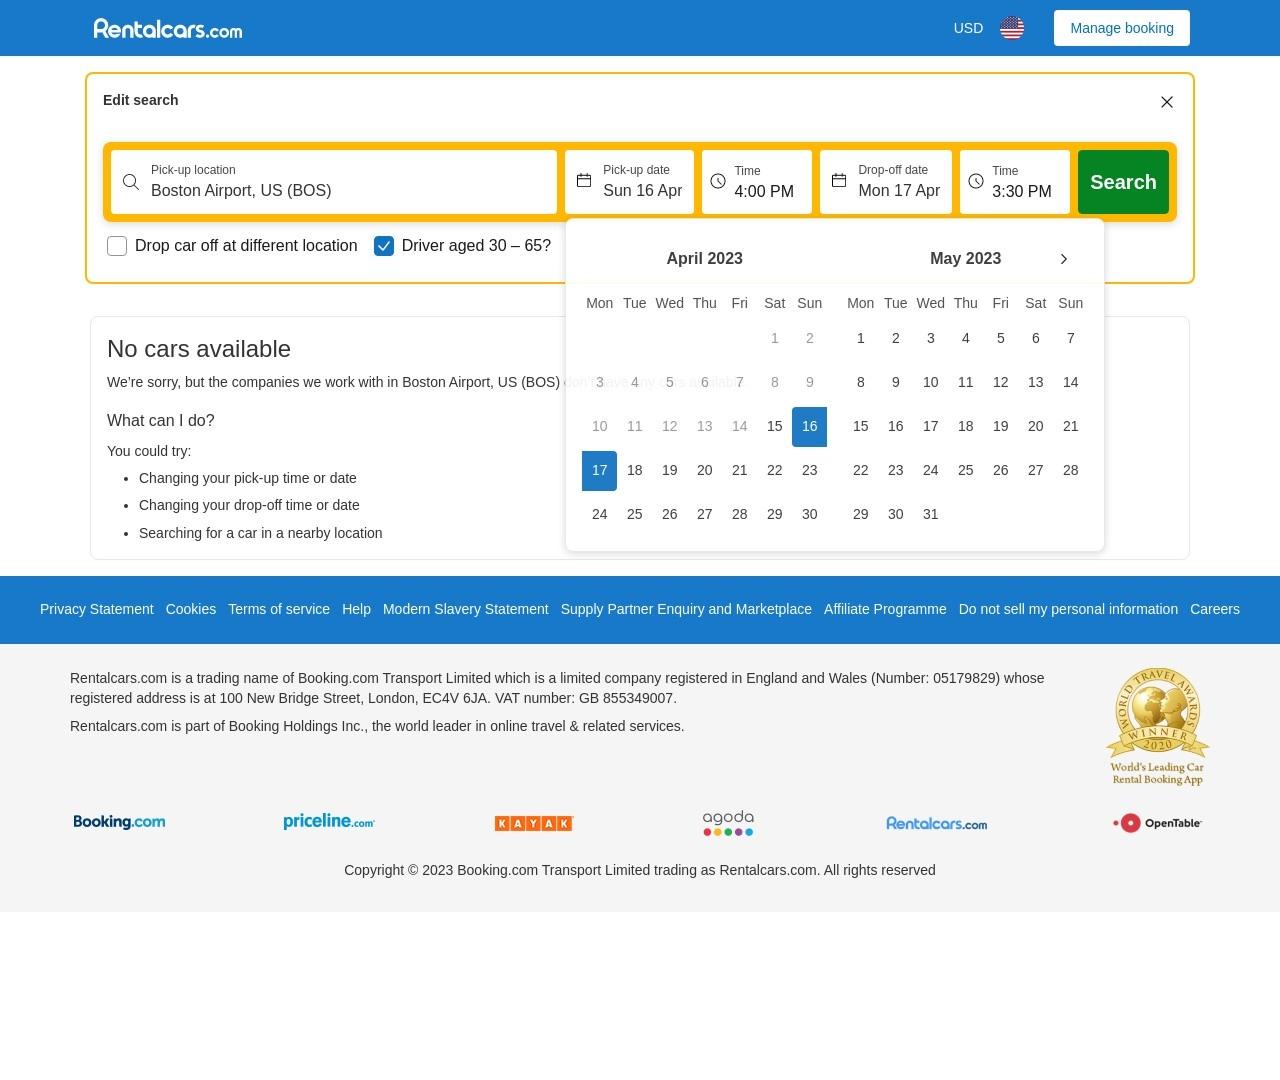 Rentalcars.com
USD
Manage booking
Edit search
Pick-up location
Boston Airport, US (BOS)
Pick-up date
Sun 16 Apr
Time
4:00 PM
Drop-off date
Mon 17 Apr
Time
3:30 PM
Search
Drop car off at different location
Driver aged 30 – 65?
April 2023
Mon Tue Wed Thu Fri Sat Sun
1 2
3 4 5 6 7 8 9
10 11 12 13 14 15 16
17 18 19 20 21 22 23
24 25 26 27 28 29 30
May 2023
Mon Tue Wed Thu Fri Sat Sun
1 2 3 4 5 6 7
8 9 10 11 12 13 14
15 16 17 18 19 20 21
22 23 24 25 26 27 28
29 30 31
No cars available
We’re sorry, but the companies we work with in Boston Airport, US (BOS)
What can I do?
You could try:
Changing your pick-up time or date
Changing your drop-off time or date
Searching for a car in a nearby location
Privacy Statement Cookies Terms of service Help Modern Slavery Statement Supply Partner Enquiry and Marketplace Affiliate Programme Do not sell my personal information Careers
Rentalcars.com is a trading name of Booking.com Transport Limited which is a limited company registered in England and Wales (Number: 05179829) whose
registered address is at 100 New Bridge Street, London, EC4V 6JA. VAT number: GB 855349007.
Rentalcars.com is part of Booking Holdings Inc., the world leader in online travel & related services.
WORLD TRAVEL AWARDS
WINNER
2020
World's Leading Car
Rental Booking App
Booking.com
priceline.com
KAYAK
agoda
Rentalcars.com
OpenTable
Copyright © 2023 Booking.com Transport Limited trading as Rentalcars.com. All rights reserved